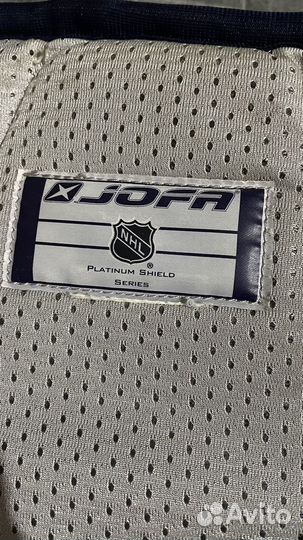 JOFA
NHL
®
PLATINUM SHIELD
SERIES
Avito